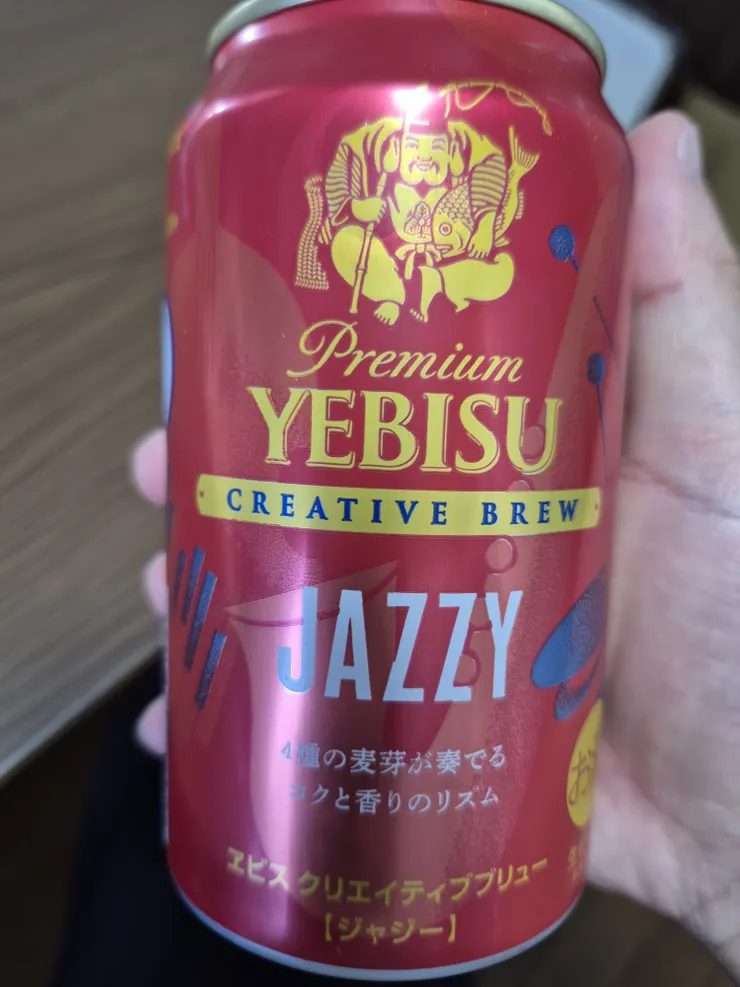 Premium
YEBISU
CREATIVE BREW
JAZZY
4種の麦芽が奏でる
コクと香りのリズム
ヱビス クリエイティブブリュー
【ジャジー】
お
生